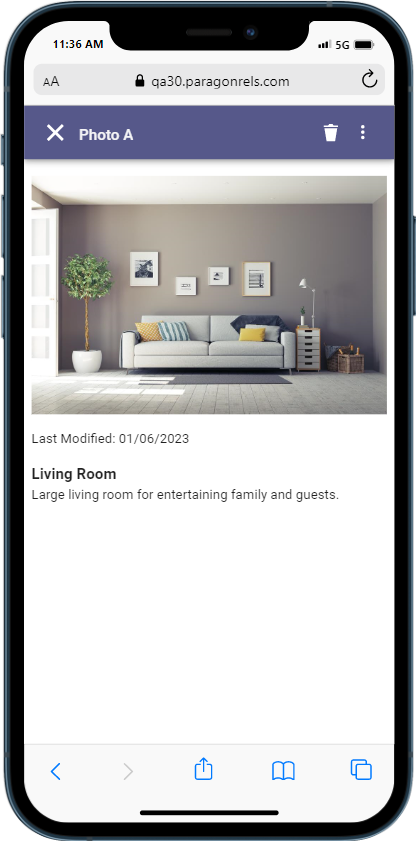 11:36 AM
5G
AA
qa30.paragonrels.com
Photo A
Last Modified: 01/06/2023
Living Room
Large living room for entertaining family and guests.